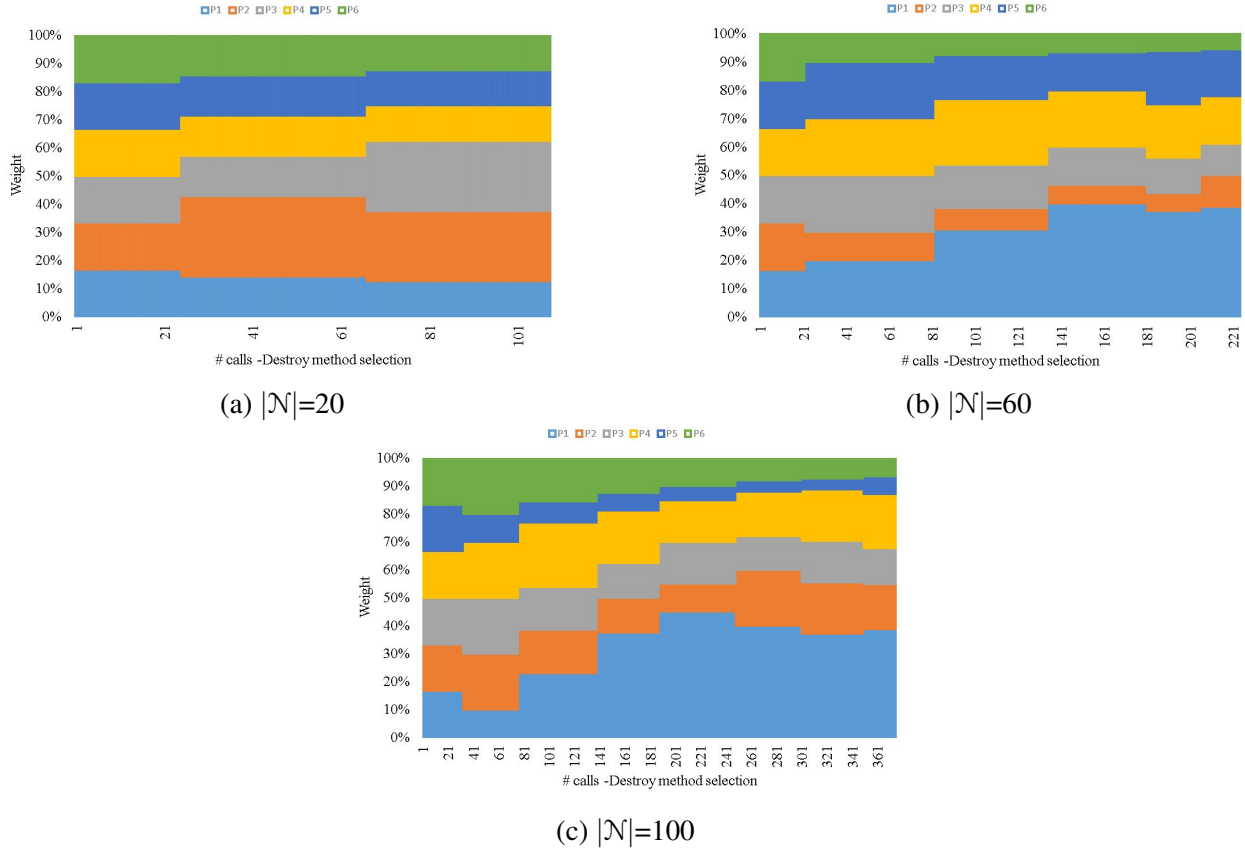 P1 P2 P3 P4 P5 P6
100%
90%
80%
70%
60%
50%
40%
30%
20%
10%
0%
Weight
1 21 41 61 81 101
# calls -Destroy method selection
(a) |N|=20
P1 P2 P3 P4 P5 P6
100%
90%
80%
70%
60%
50%
40%
30%
20%
10%
0%
Weight
1 21 41 61 81 101 121 141 161 181 201 221
# calls -Destroy method selection
(b) |N|=60
P1 P2 P3 P4 P5 P6
100%
90%
80%
70%
60%
50%
40%
30%
20%
10%
0%
Weight
1 21 41 61 81 101 121 141 161 181 201 221 241 261 281 301 321 341 361
# calls -Destroy method selection
(c) |N|=100